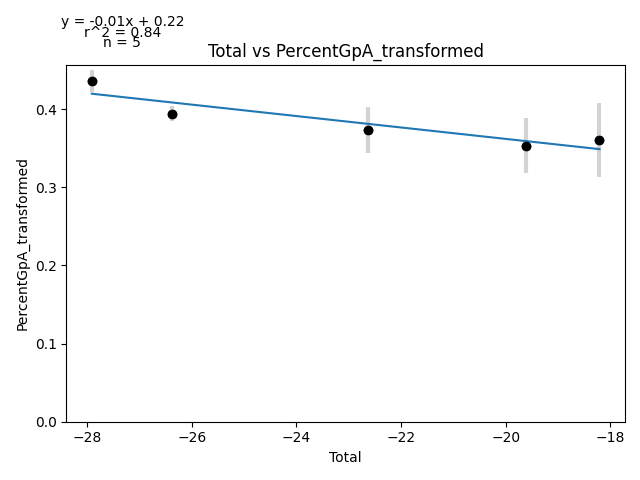 y = -0.01x + 0.22
r^2 = 0.84
n = 5
Total vs PercentGpA_transformed
PercentGpA_transformed
0.4
0.3
0.2
0.1
0.0
−28 −26 −24 −22 −20 −18
Total